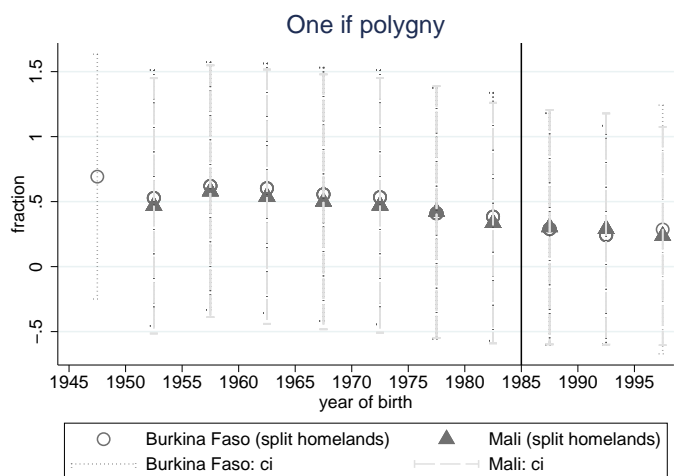 One if polygny
1.5
1
.5
0
-.5
fraction
1945 1950 1955 1960 1965 1970 1975 1980 1985 1990 1995
year of birth
Burkina Faso (split homelands) Mali (split homelands)
Burkina Faso: ci Mali: ci